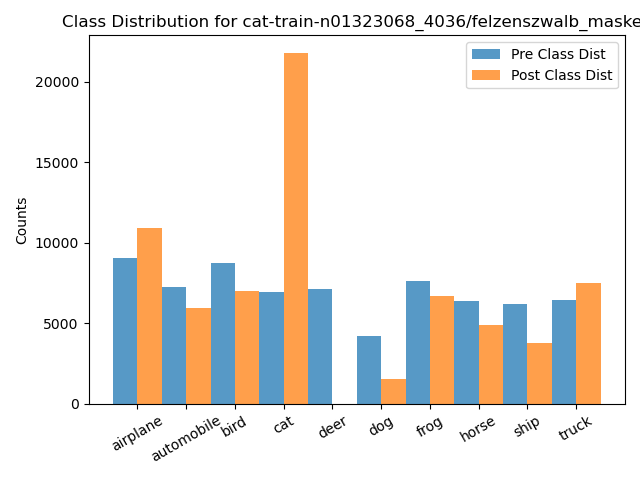 Class Distribution for cat-train-n01323068_4036/felzenszwalb_maske
Pre Class Dist
Post Class Dist
Counts
20000
15000
10000
5000
0
airplane
automobile
bird
cat
deer
dog
frog
horse
ship
truck